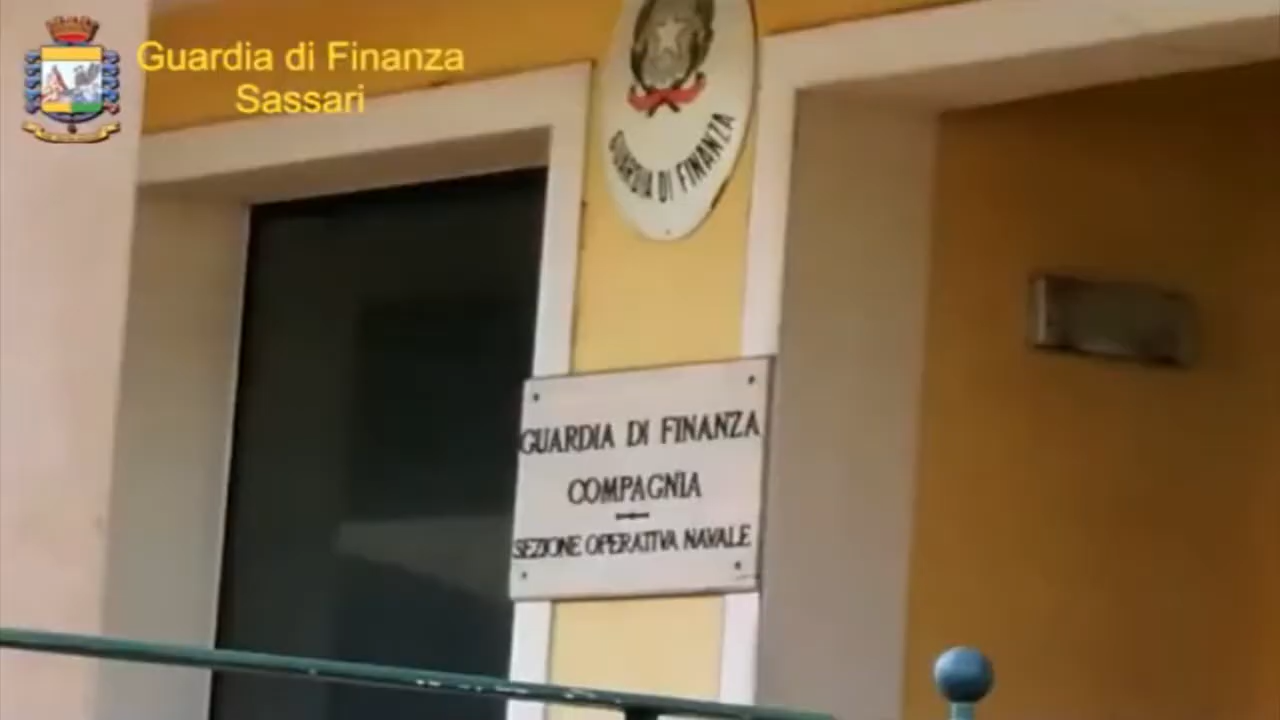 Guardia di Finanza
Sassari
GUARDIA DI FINANZA
GUARDIA DI FINANZA
COMPAGNIA
SEZIONE OPERATIVA NAVALE